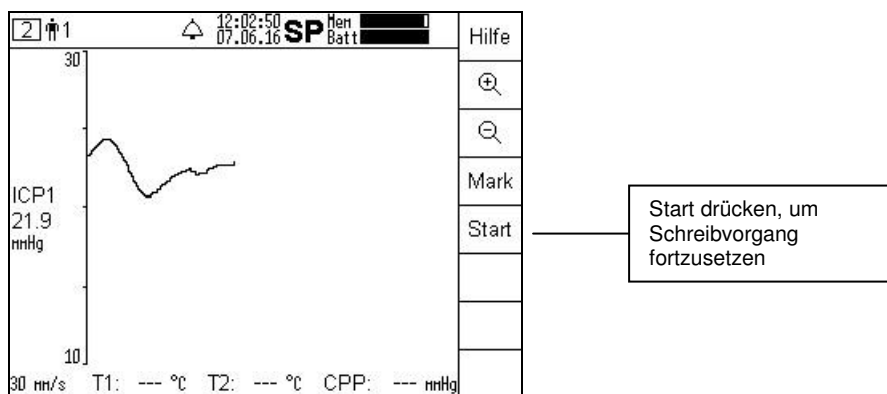 2 1 12:02:50 SP Mem Hilfe
07.06.16 Batt
30
ICP1
21.9
mmHg
10
30 mm/s T1: --- °C T2: --- °C CPP: --- mmHg
Mark
Start
Start drücken, um
Schreibvorgang
fortzusetzen